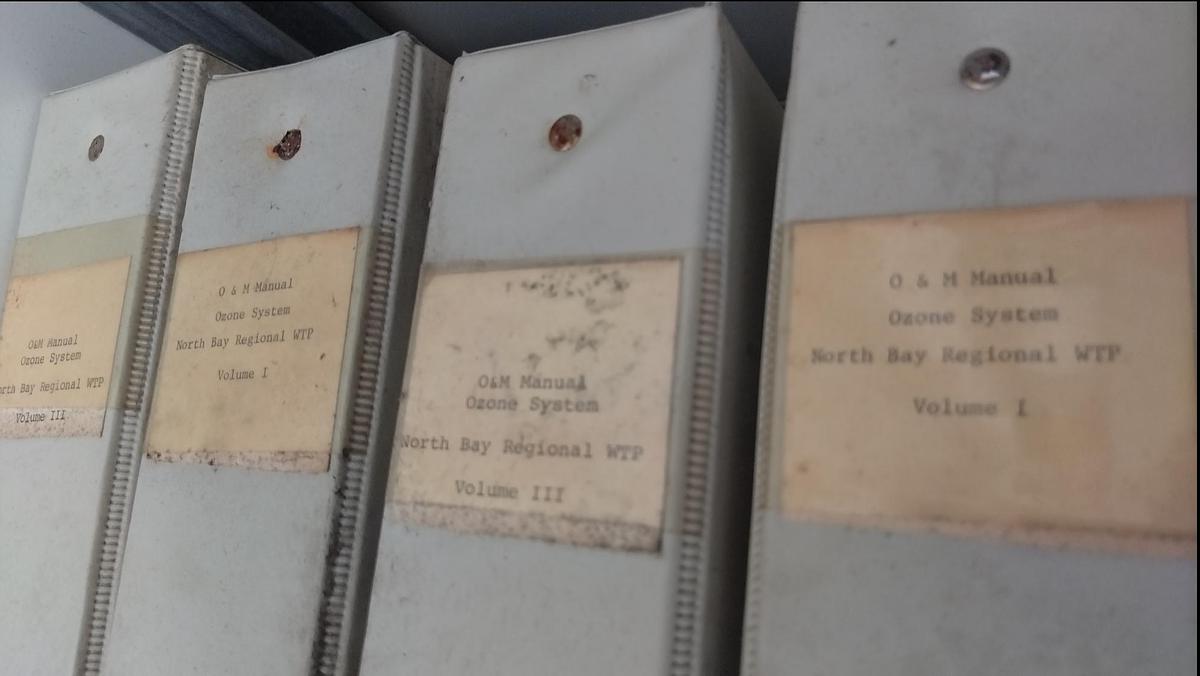 O&M Manual
Ozone System
North Bay Regional WTP
Volume III
O & M Manual
Ozone System
North Bay Regional WTP
Volume I
O&M Manual
Ozone System
North Bay Regional WTP
Volume III
O & M Manual
Ozone System
North Bay Regional WTP
Volume I